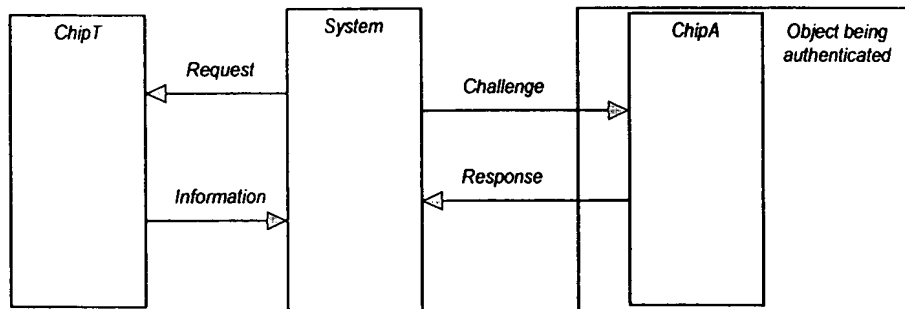 ChipT
System
ChipA
Object being
authenticated
Request
Challenge
Response
Information